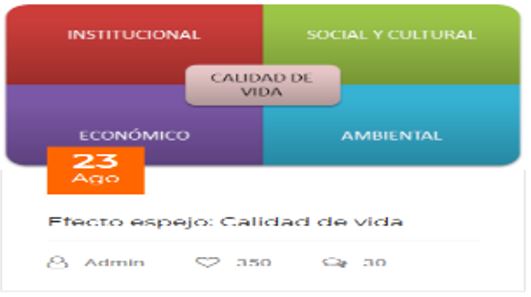 INSTITUCIONAL
SOCIAL Y CULTURAL
CALIDAD DE
VIDA
ECONÓMICO
AMBIENTAL
23
Ago
Efecto espejo: Calidad de vida
Admin 350 30